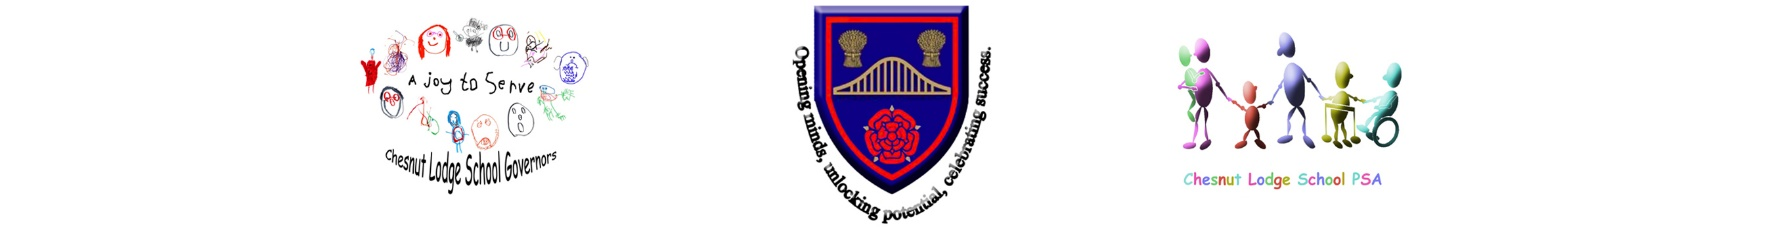 A joy to Serve
Chesnut Lodge School Governors
Opening minds, unlocking potential, celebrating success.
Chesnut Lodge School PSA